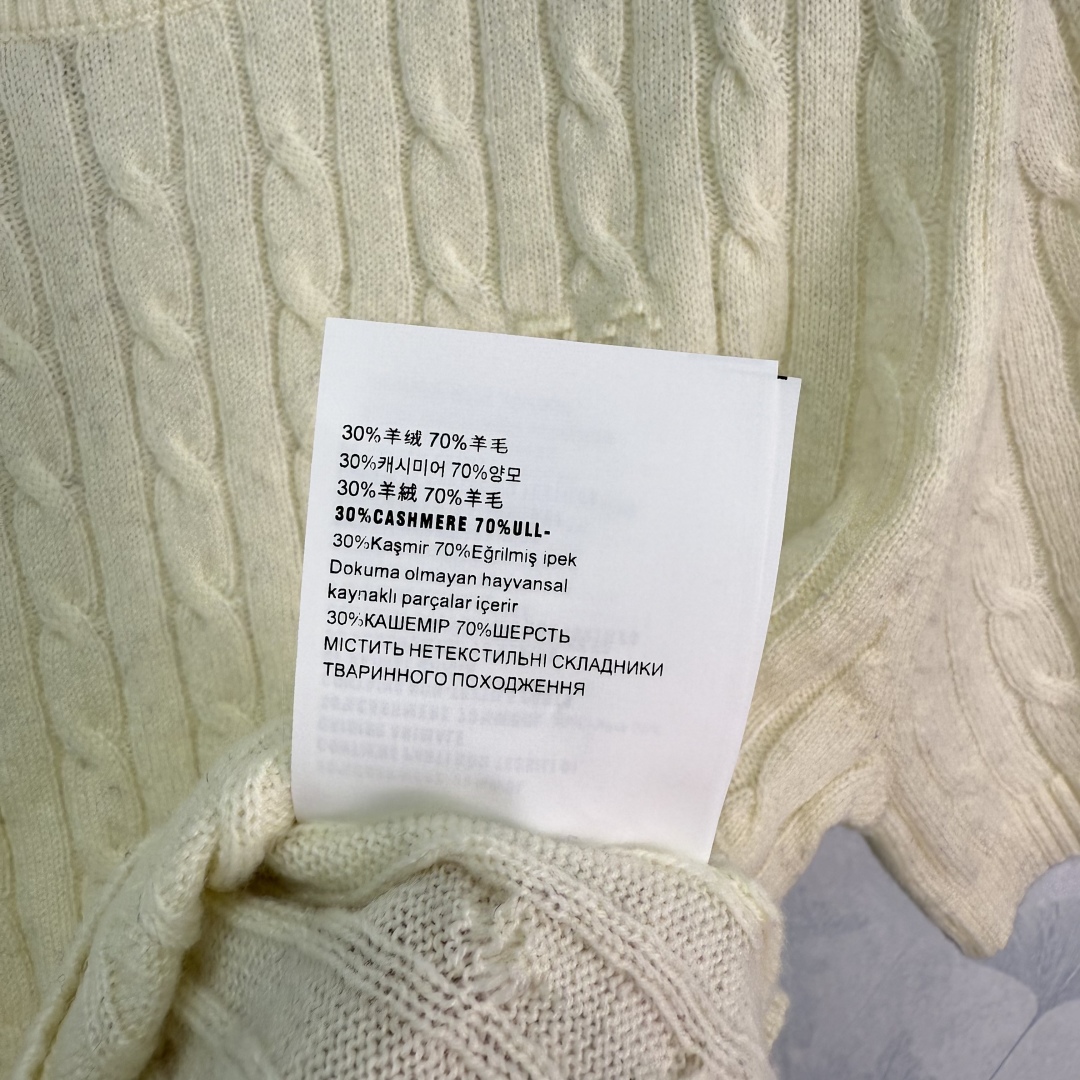 30%羊绒 70%羊毛
30%캐시미어 70%양모
30%羊絨 70%羊毛
30%CASHMERE 70%ULL-
30%Kaşmir 70%Eğrilmiş ipek
Dokuma olmayan hayvansal
kaynaklı parçalar içerir
30%КАШЕМІР 70%ШЕРСТЬ
МІСТИТЬ НЕТЕКСТИЛЬНІ СКЛАДНИКИ
ТВАРИННОГО ПОХОДЖЕННЯ